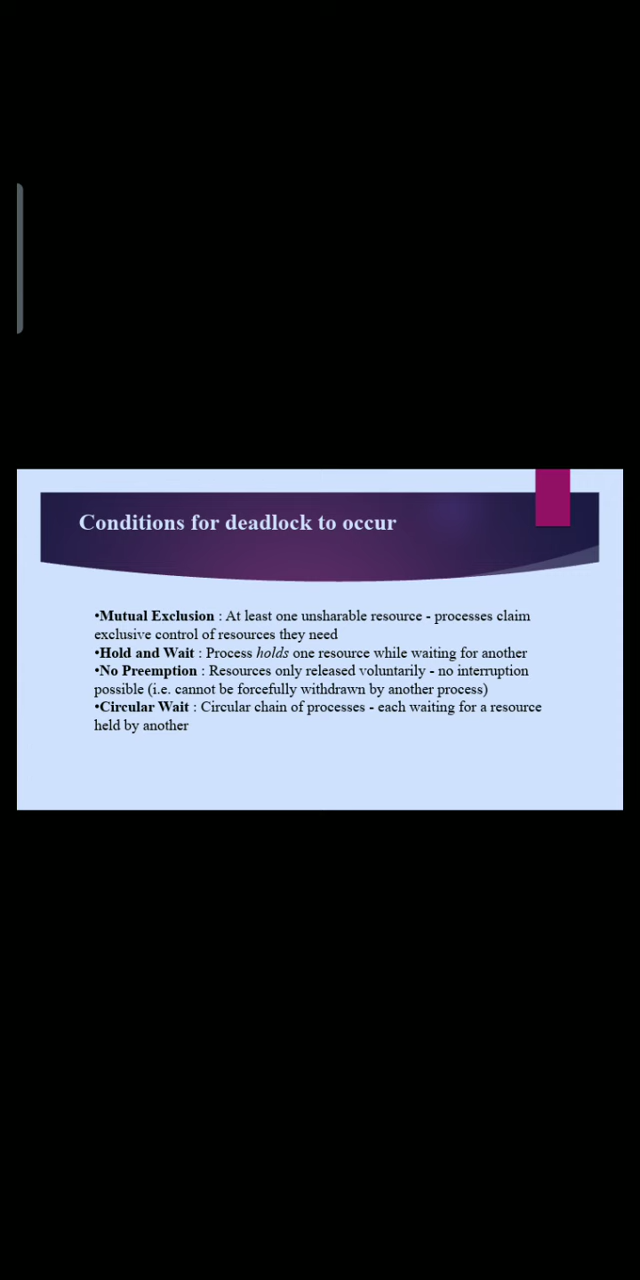 Conditions for deadlock to occur
•Mutual Exclusion : At least one unsharable resource - processes claim
exclusive control of resources they need
•Hold and Wait : Process holds one resource while waiting for another
•No Preemption : Resources only released voluntarily - no interruption
possible (i.e. cannot be forcefully withdrawn by another process)
•Circular Wait : Circular chain of processes - each waiting for a resource
held by another